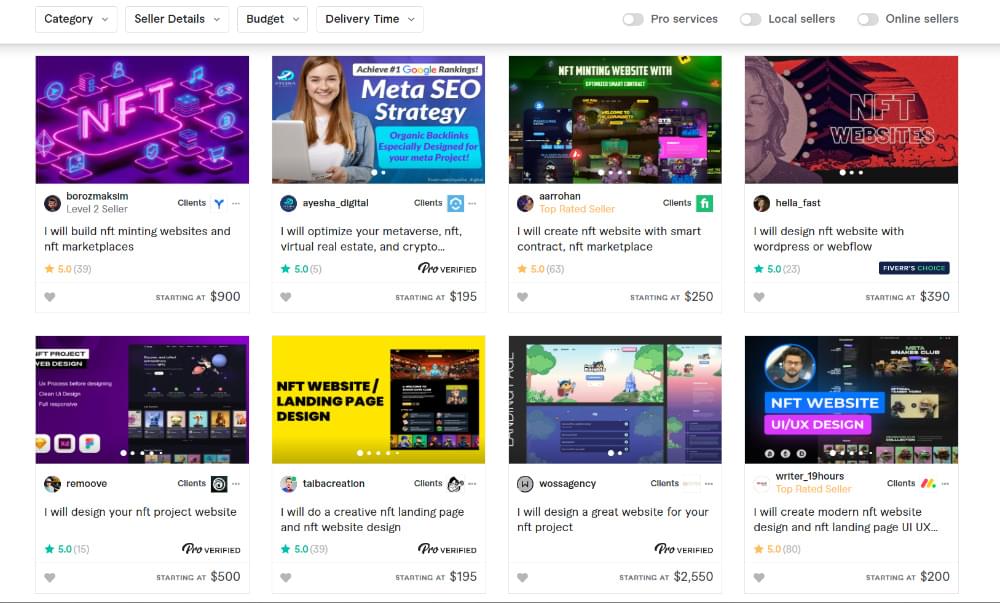 Category
Seller Details
Budget
Delivery Time
Pro services
Local sellers
Online sellers
NFT
Achieve #1 Google Rankings!
Meta SEO
Strategy
Organic Backlinks
Especially Designed for
your meta Project!
NFT MINTING WEBSITE WITH
OPTIMIZED SMART CONTRACT
WELCOME TO
THE COMMUNITY
NFT
WEBSITES
borozmaksim
Level 2 Seller
Clients
I will build nft minting websites and
nft marketplaces
5.0 (39)
STARTING AT $900
ayesha_digital
Clients
I will optimize your metaverse, nft,
virtual real estate, and crypto...
5.0 (5)
Pro VERIFIED
STARTING AT $195
aarrohan
Top Rated Seller
Clients
I will create nft website with smart
contract, nft marketplace
5.0 (63)
STARTING AT $250
hella_fast
I will design nft website with
wordpress or webflow
5.0 (23)
FIVERR'S CHOICE
STARTING AT $390
NFT PROJECT
WEB DESIGN
Ux Process before designing
Clean Ui Design
Full responsive
Xd
NFT WEBSITE /
LANDING PAGE
DESIGN
LANDING PAGE
META
SNAKES CLUB
NFT WEBSITE
UI/UX DESIGN
remoove
Clients
I will design your nft project website
5.0 (15)
Pro VERIFIED
STARTING AT $500
talbacreation
Clients
I will do a creative nft landing page
and nft website design
5.0 (39)
Pro VERIFIED
STARTING AT $195
W
wossagency
Clients
I will design a great website for your
nft project
Pro VERIFIED
STARTING AT $2,550
writer_19hours
Top Rated Seller
Clients
I will create modern nft website
design and nft landing page UI UX...
5.0 (80)
STARTING AT $200